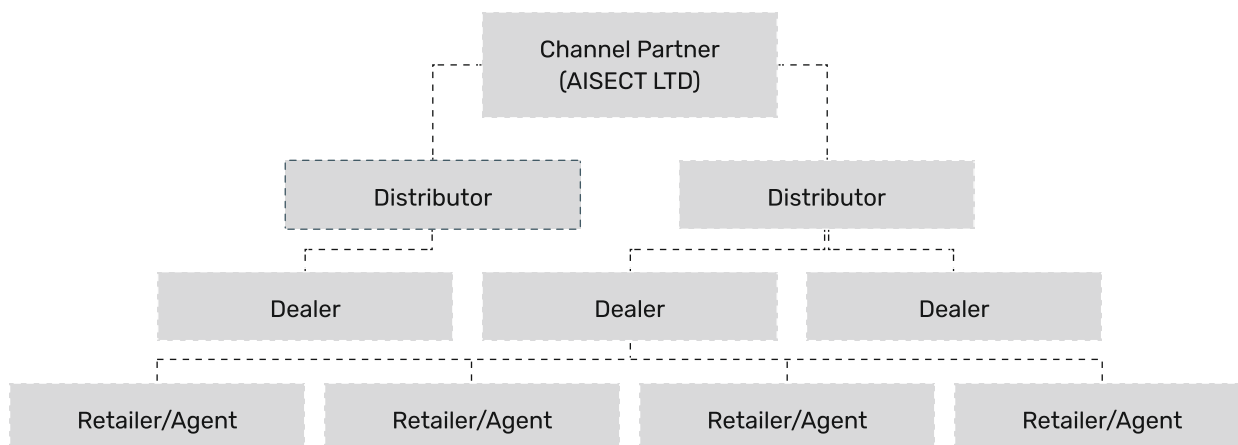 Channel Partner
(AISECT LTD)
Distributor
Distributor
Dealer
Dealer
Dealer
Retailer/Agent
Retailer/Agent
Retailer/Agent
Retailer/Agent